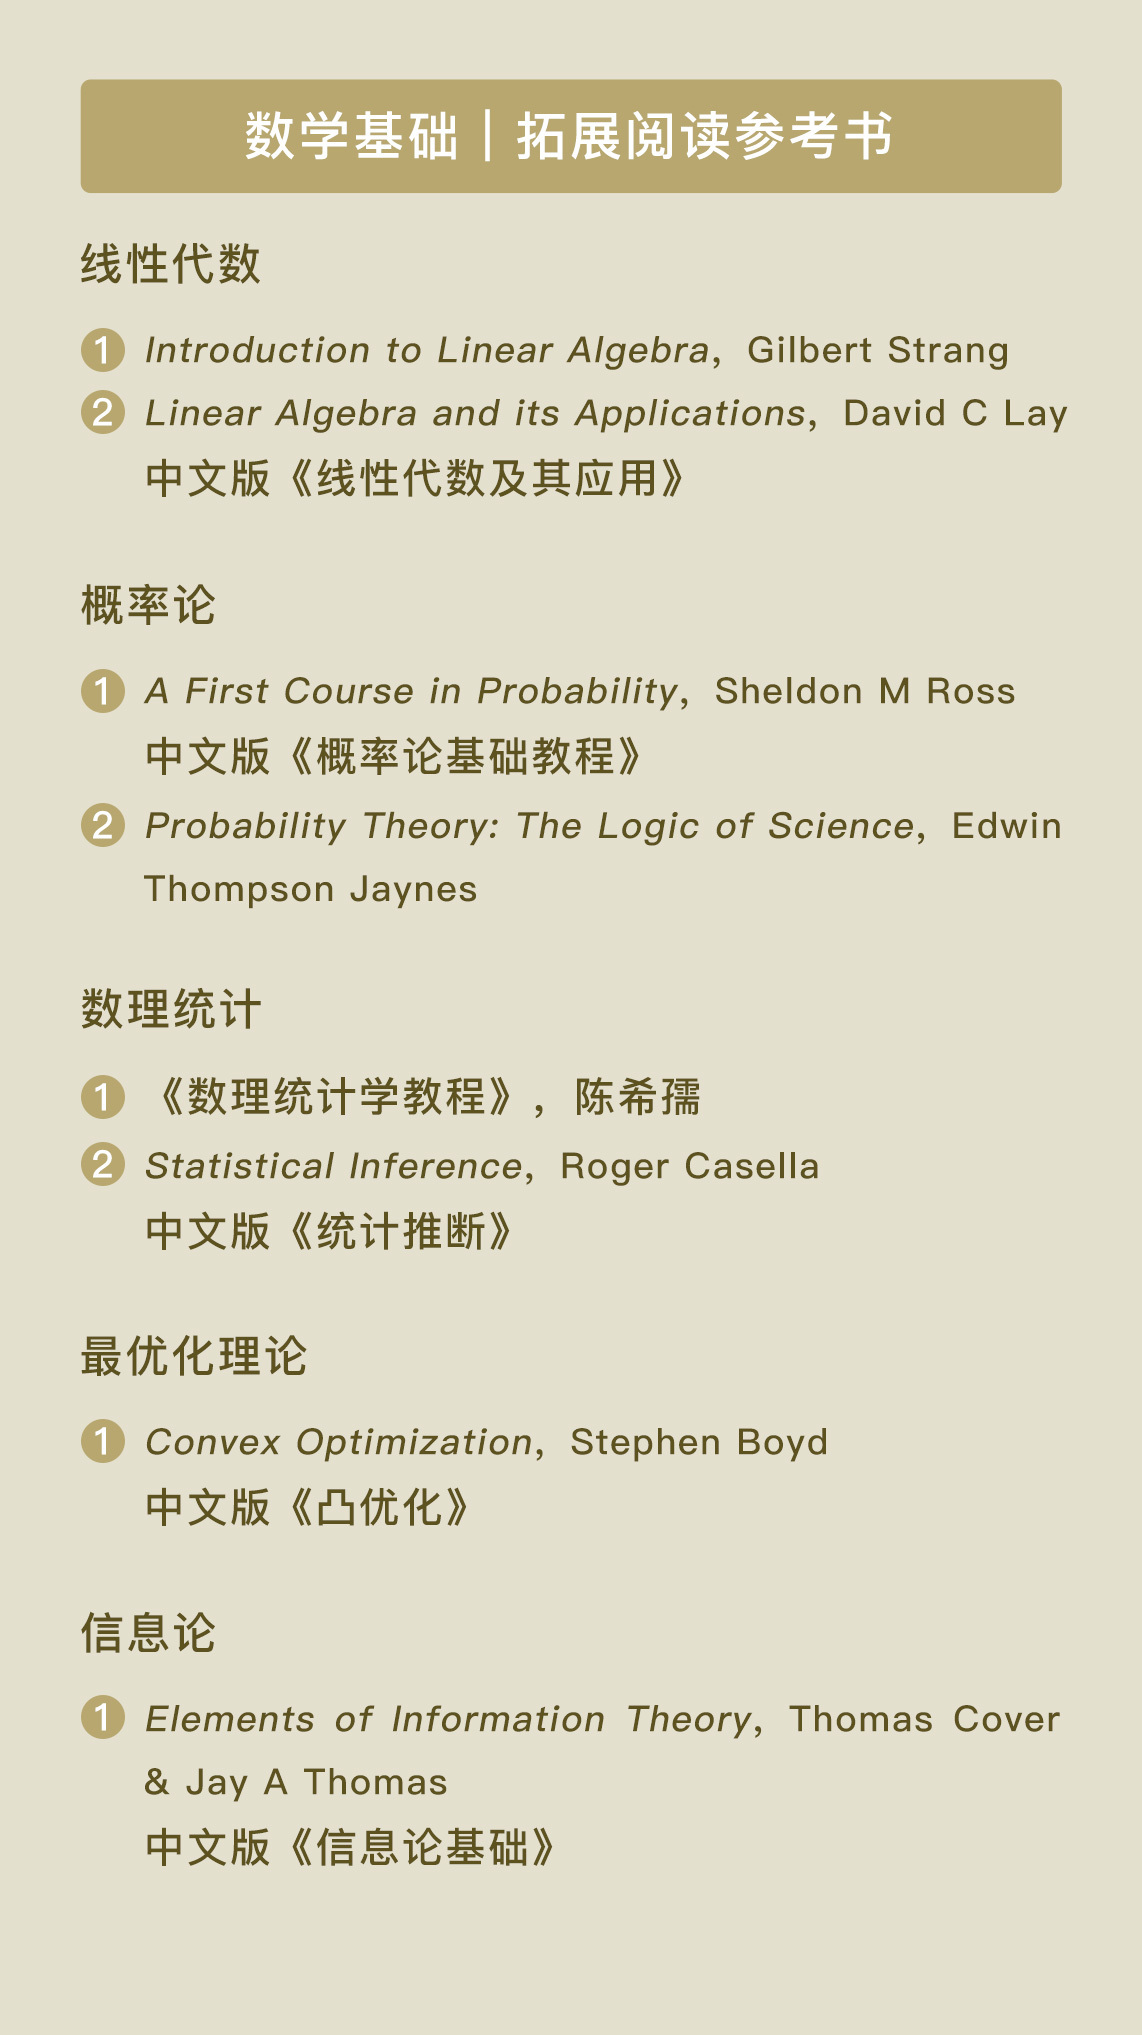 数学基础｜拓展阅读参考书
线性代数
1 Introduction to Linear Algebra，Gilbert Strang
2 Linear Algebra and its Applications，David C Lay
中文版《线性代数及其应用》
概率论
1 A First Course in Probability，Sheldon M Ross
中文版《概率论基础教程》
2 Probability Theory: The Logic of Science，Edwin
Thompson Jaynes
数理统计
1 《数理统计学教程》，陈希孺
2 Statistical Inference，Roger Casella
中文版《统计推断》
最优化理论
1 Convex Optimization，Stephen Boyd
中文版《凸优化》
信息论
1 Elements of Information Theory，Thomas Cover
& Jay A Thomas
中文版《信息论基础》